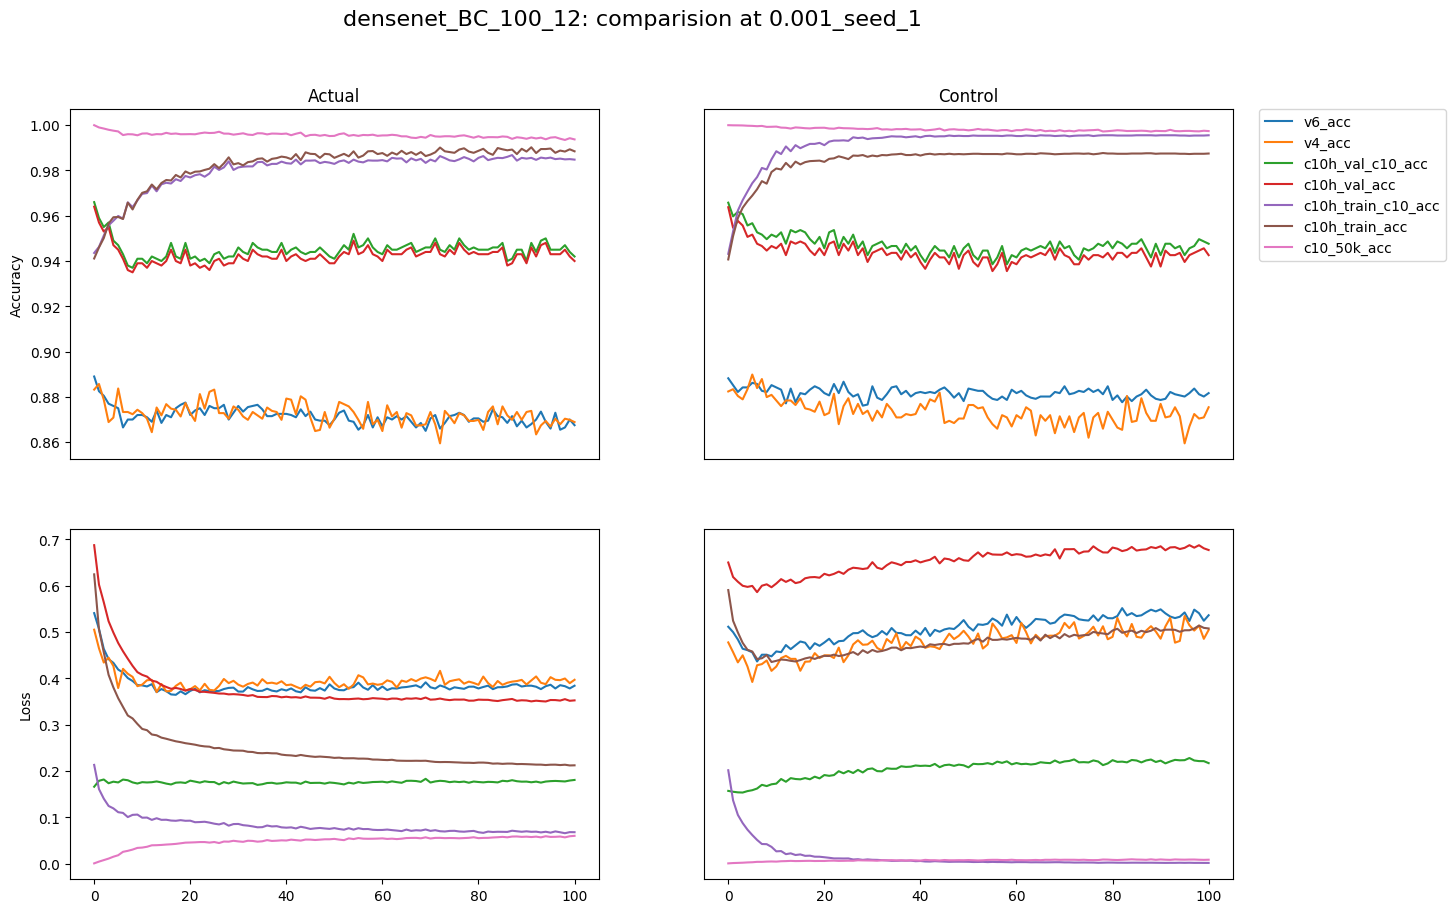 densenet_BC_100_12: comparision at 0.001_seed_1
Actual
Control
Accuracy
1.00
0.98
0.96
0.94
0.92
0.90
0.88
0.86
v6_acc
v4_acc
c10h_val_c10_acc
c10h_val_acc
c10h_train_c10_acc
c10h_train_acc
c10_50k_acc
Loss
0.7
0.6
0.5
0.4
0.3
0.2
0.1
0.0
0 20 40 60 80 100
0 20 40 60 80 100